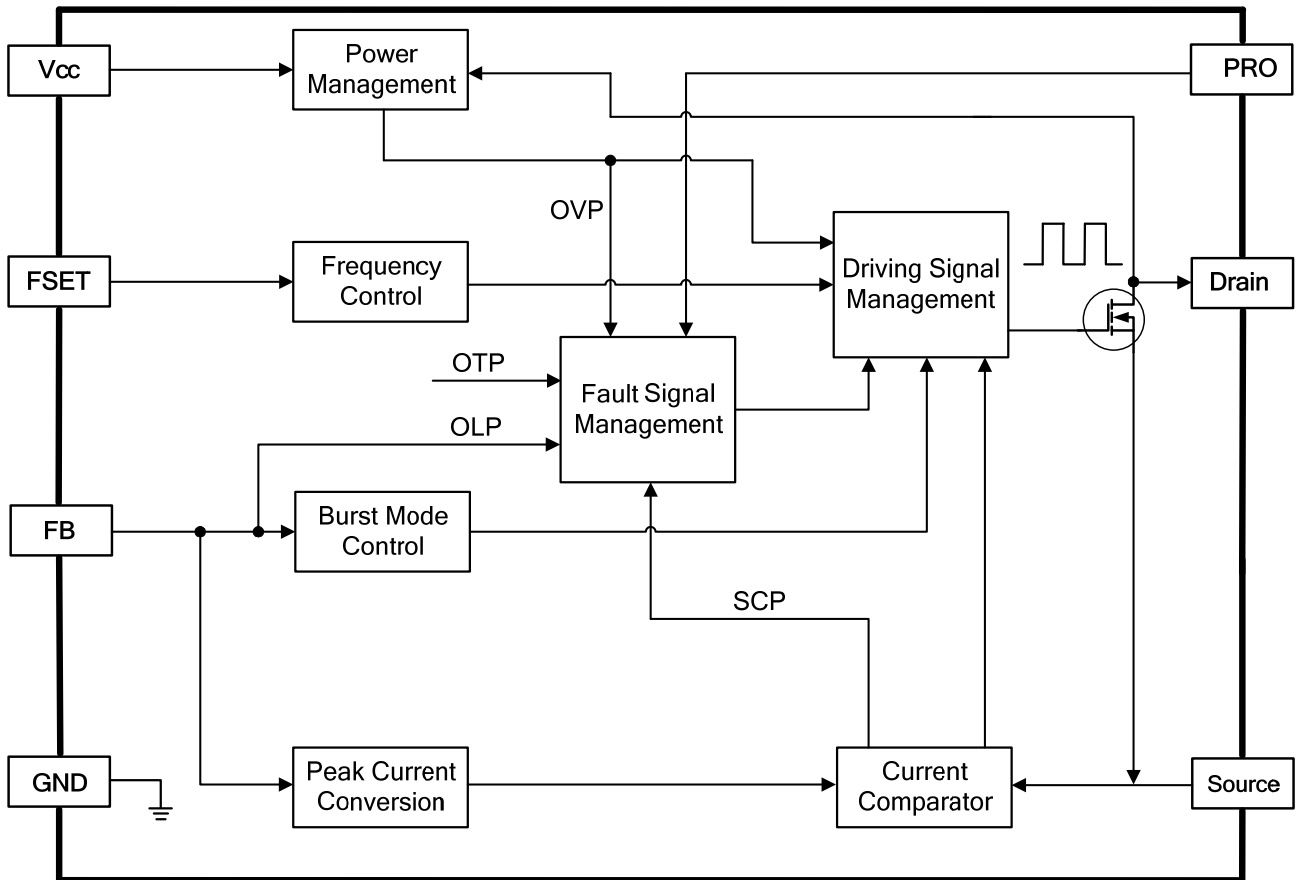 Vcc
Power
Management
PRO
OVP
FSET
Frequency
Control
Driving Signal
Management
Drain
OTP
Fault Signal
Management
OLP
FB
Burst Mode
Control
SCP
GND
Peak Current
Conversion
Current
Comparator
Source